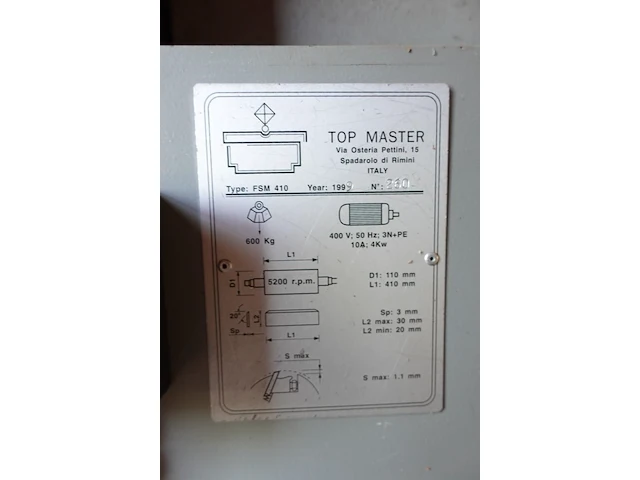 TOP MASTER
Via Osteria Pettini, 15
Spadarolo di Rimini
ITALY
Type: FSM 410 Year: 1999 N°:
600 Kg
400 V; 50 Hz; 3N+PE
10A; 4Kw
L1
D1
5200 r.p.m.
D1: 110 mm
L1: 410 mm
20°
Sp
L2
L1
Sp: 3 mm
L2 max: 30 mm
L2 min: 20 mm
S max
S max: 1.1 mm